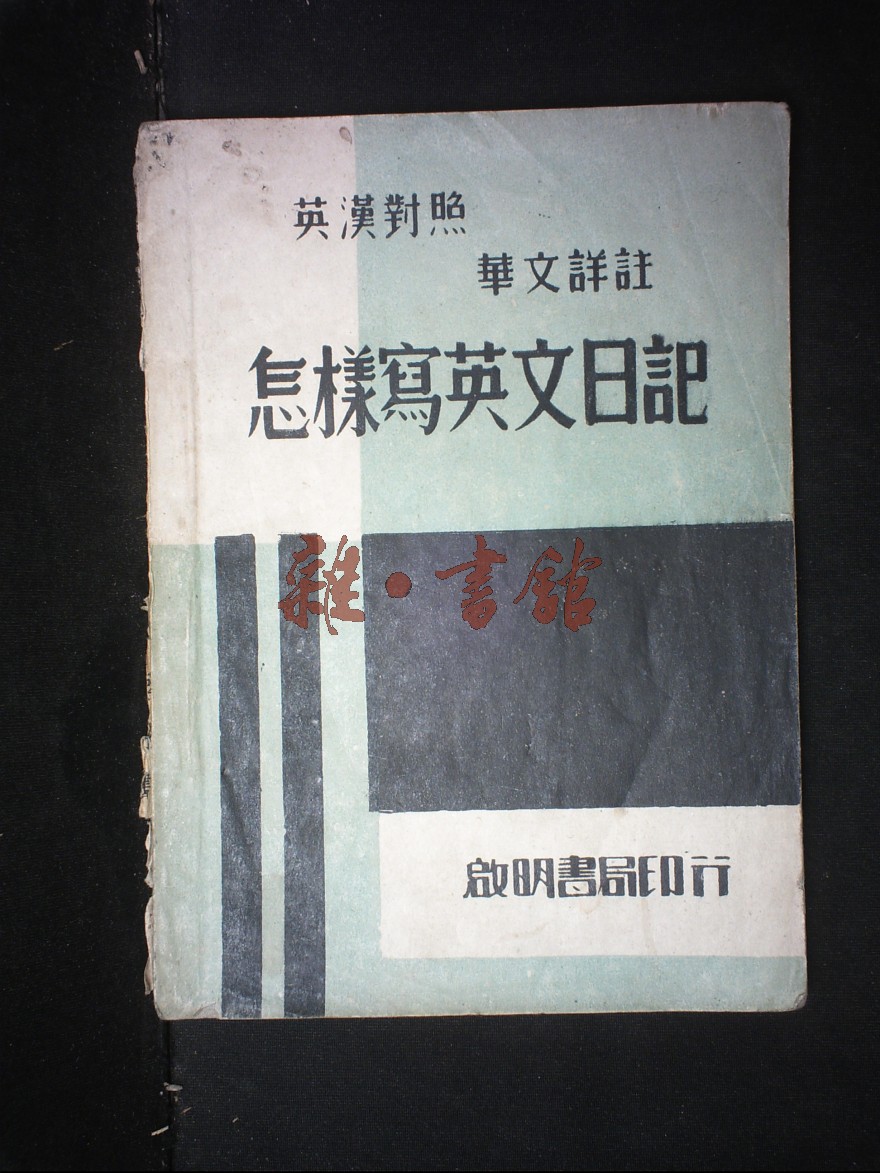 英漢對照
華文詳註
怎樣寫英文日記
雜·書館
啟明書局印行